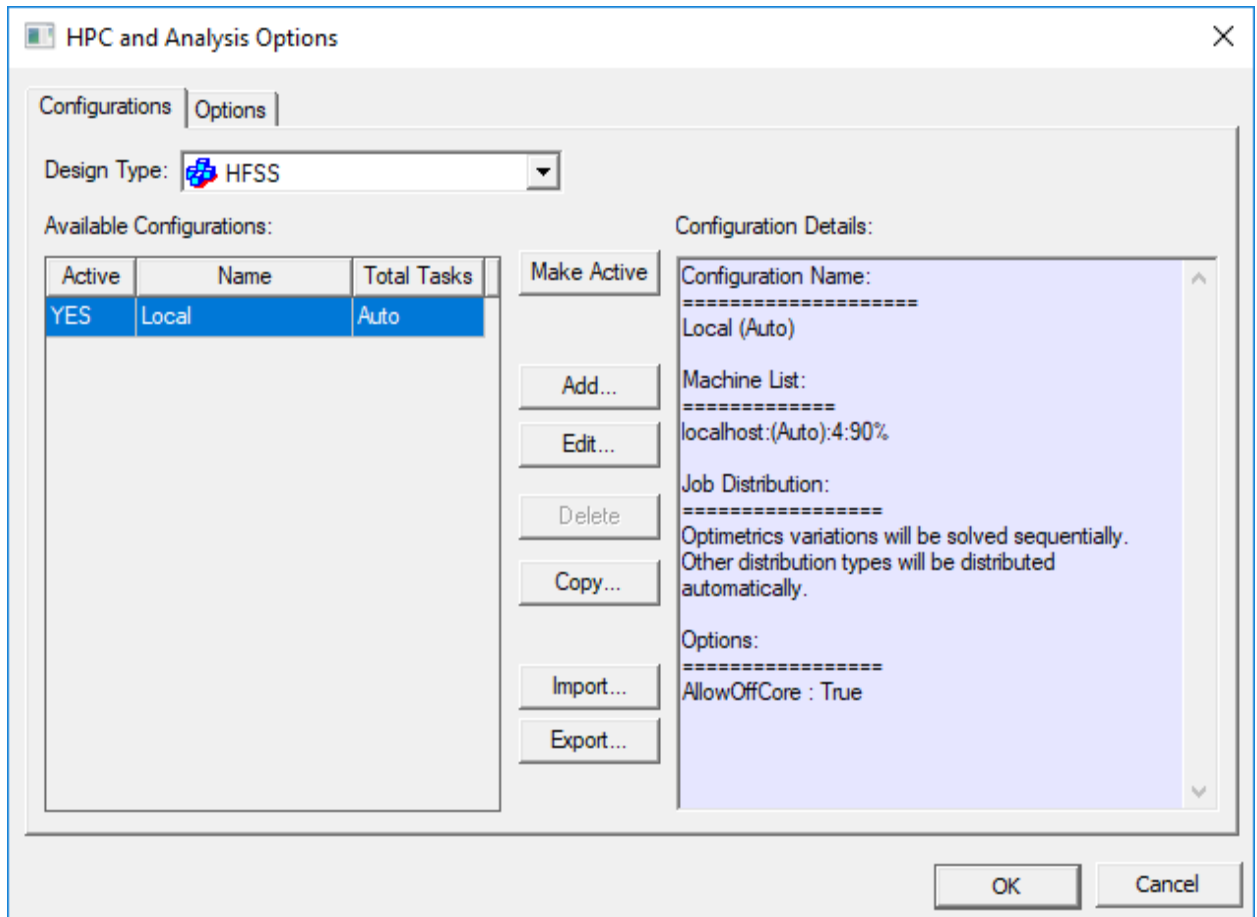 HPC and Analysis Options
Configurations
Options
Design Type: HFSS
Available Configurations:
Active Name Total Tasks
YES Local Auto
Make Active
Add...
Edit...
Delete
Copy...
Import...
Export...
Configuration Details:
Configuration Name:
====================
Local (Auto)
Machine List:
=============
localhost:(Auto):4:90%
Job Distribution:
=================
Optimetrics variations will be solved sequentially.
Other distribution types will be distributed
automatically.
Options:
=================
AllowOffCore : True
OK
Cancel